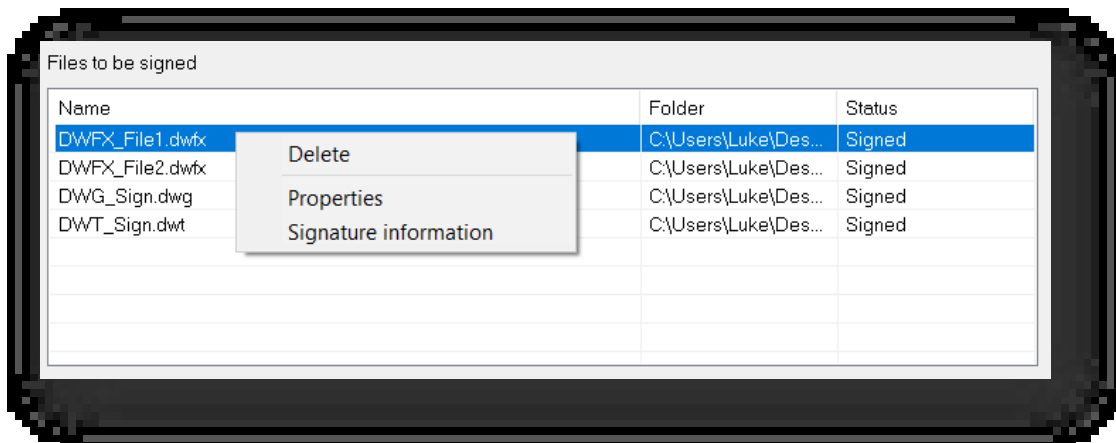 Files to be signed
Name Folder Status
DWFX_File1.dwfx C:\Users\Luke\Des... Signed
DWFX_File2.dwfx C:\Users\Luke\Des... Signed
DWG_Sign.dwg C:\Users\Luke\Des... Signed
DWT_Sign.dwt C:\Users\Luke\Des... Signed
Delete
Properties
Signature information